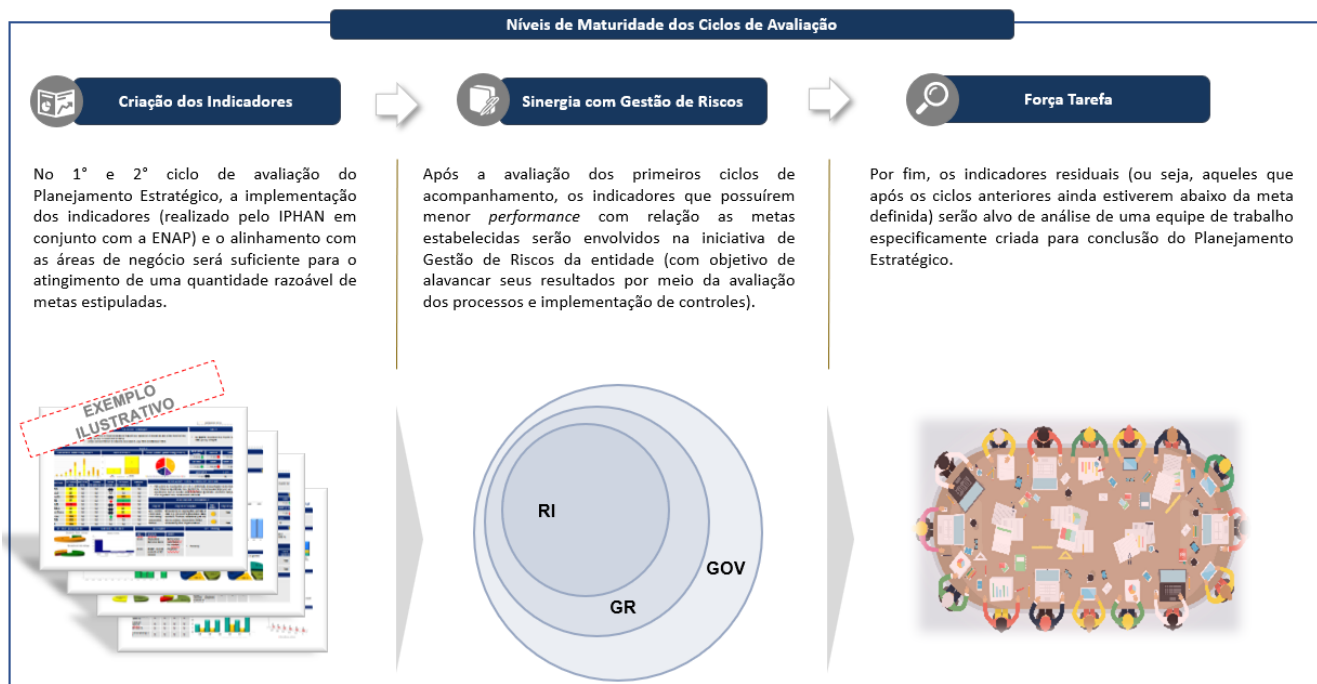 Níveis de Maturidade dos Ciclos de Avaliação
Criação dos Indicadores
Sinergia com Gestão de Riscos
Força Tarefa
No 1° e 2° ciclo de avaliação do
Planejamento Estratégico, a implementação
dos indicadores (realizado pelo IPHAN em
conjunto com a ENAP) e o alinhamento com
as áreas de negócio será suficiente para o
atingimento de uma quantidade razoável de
metas estipuladas.
Após a avaliação dos primeiros ciclos de
acompanhamento, os indicadores que possuírem
menor performance com relação as metas
estabelecidas serão envolvidos na iniciativa de
Gestão de Riscos da entidade (com objetivo de
alavancar seus resultados por meio da avaliação
dos processos e implementação de controles).
Por fim, os indicadores residuais (ou seja, aqueles que
após os ciclos anteriores ainda estiverem abaixo da meta
definida) serão alvo de análise de uma equipe de trabalho
especificamente criada para conclusão do Planejamento
Estratégico.
EXEMPLO
ILUSTRATIVO
RI
GR
GOV